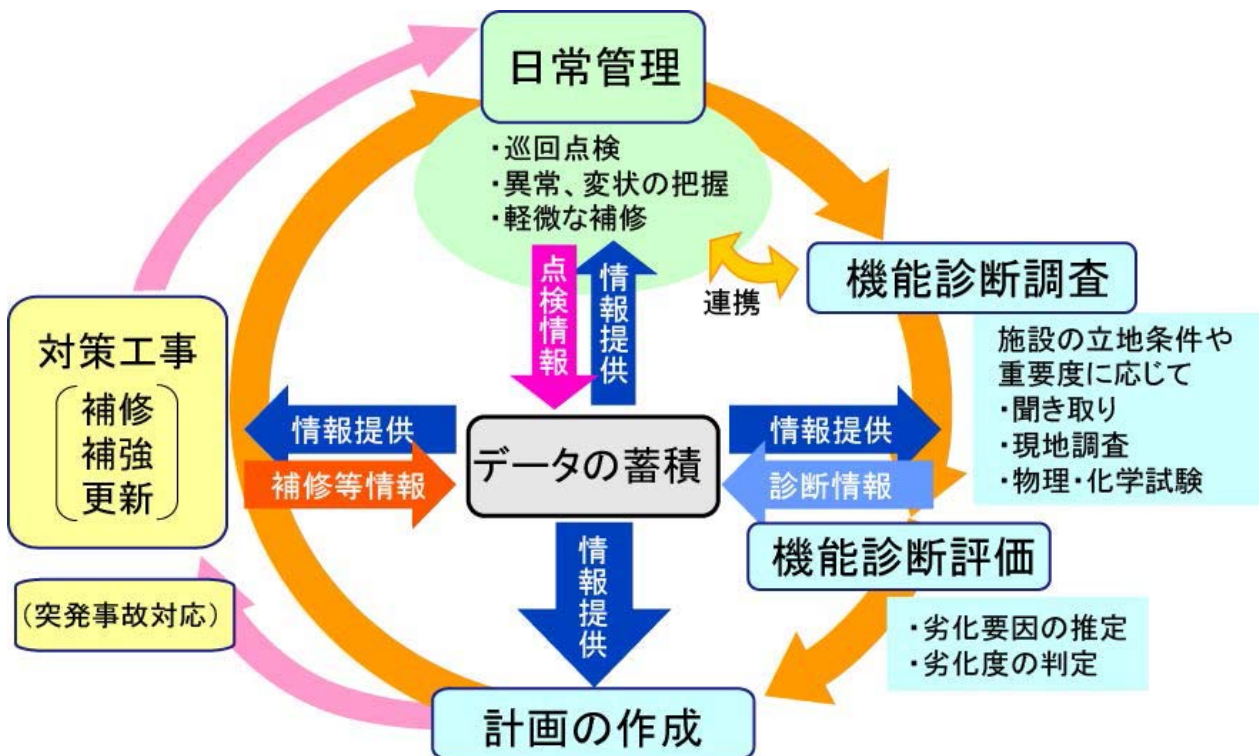 日常管理
・巡回点検
・異常、変状の把握
・軽微な補修
点検情報
情報提供
連携
機能診断調査
施設の立地条件や
重要度に応じて
・聞き取り
・現地調査
・物理・化学試験
対策工事
補修
補強
更新
情報提供
補修等情報
データの蓄積
情報提供
診断情報
機能診断評価
・劣化要因の推定
・劣化度の判定
情報提供
(突発事故対応)
計画の作成